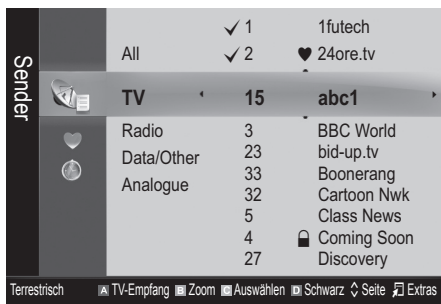 Sender
✓ 1 1futech
All ✓ 2 ♥ 24ore.tv
TV 15 abc1
Radio 3 BBC World
Data/Other 23 bid-up.tv
Analogue 33 Boonerang
32 Cartoon Nwk
5 Class News
4 Coming Soon
27 Discovery
Terrestrisch A TV-Empfang B Zoom C Auswählen D Schwarz Seite Extras